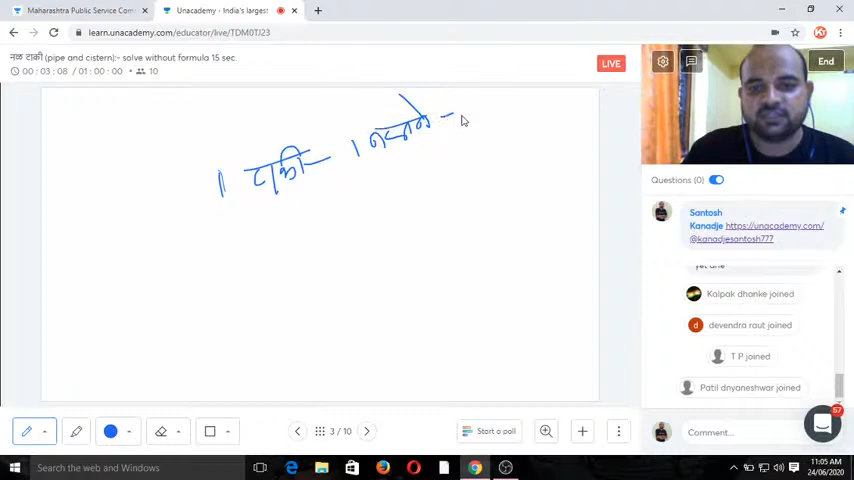 Maharashtra Public Service Com
Unacademy - India's largest
learn.unacademy.com/educator/live/TDM0TJ23
नळ टाकी (pipe and cistern):- solve without formula 15 sec.
00 : 03 : 08 / 01 : 00 : 00
10
LIVE
End
1 टाकी – 1
Questions (0)
Santosh
Kanadje https://unacademy.com/
@kanadjesantosh777
Kalpak dhanke joined
devendra raut joined
T P joined
Patil dnyaneshwar joined
57
3 / 10
Start a poll
Comment...
Search the web and Windows
11:05 AM
24/06/2020